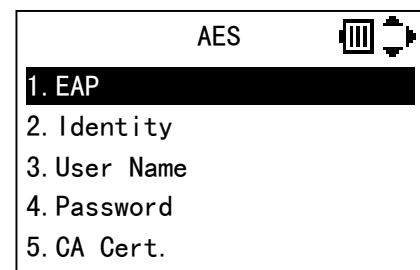 AES
1. EAP
2. Identity
3. User Name
4. Password
5. CA Cert.